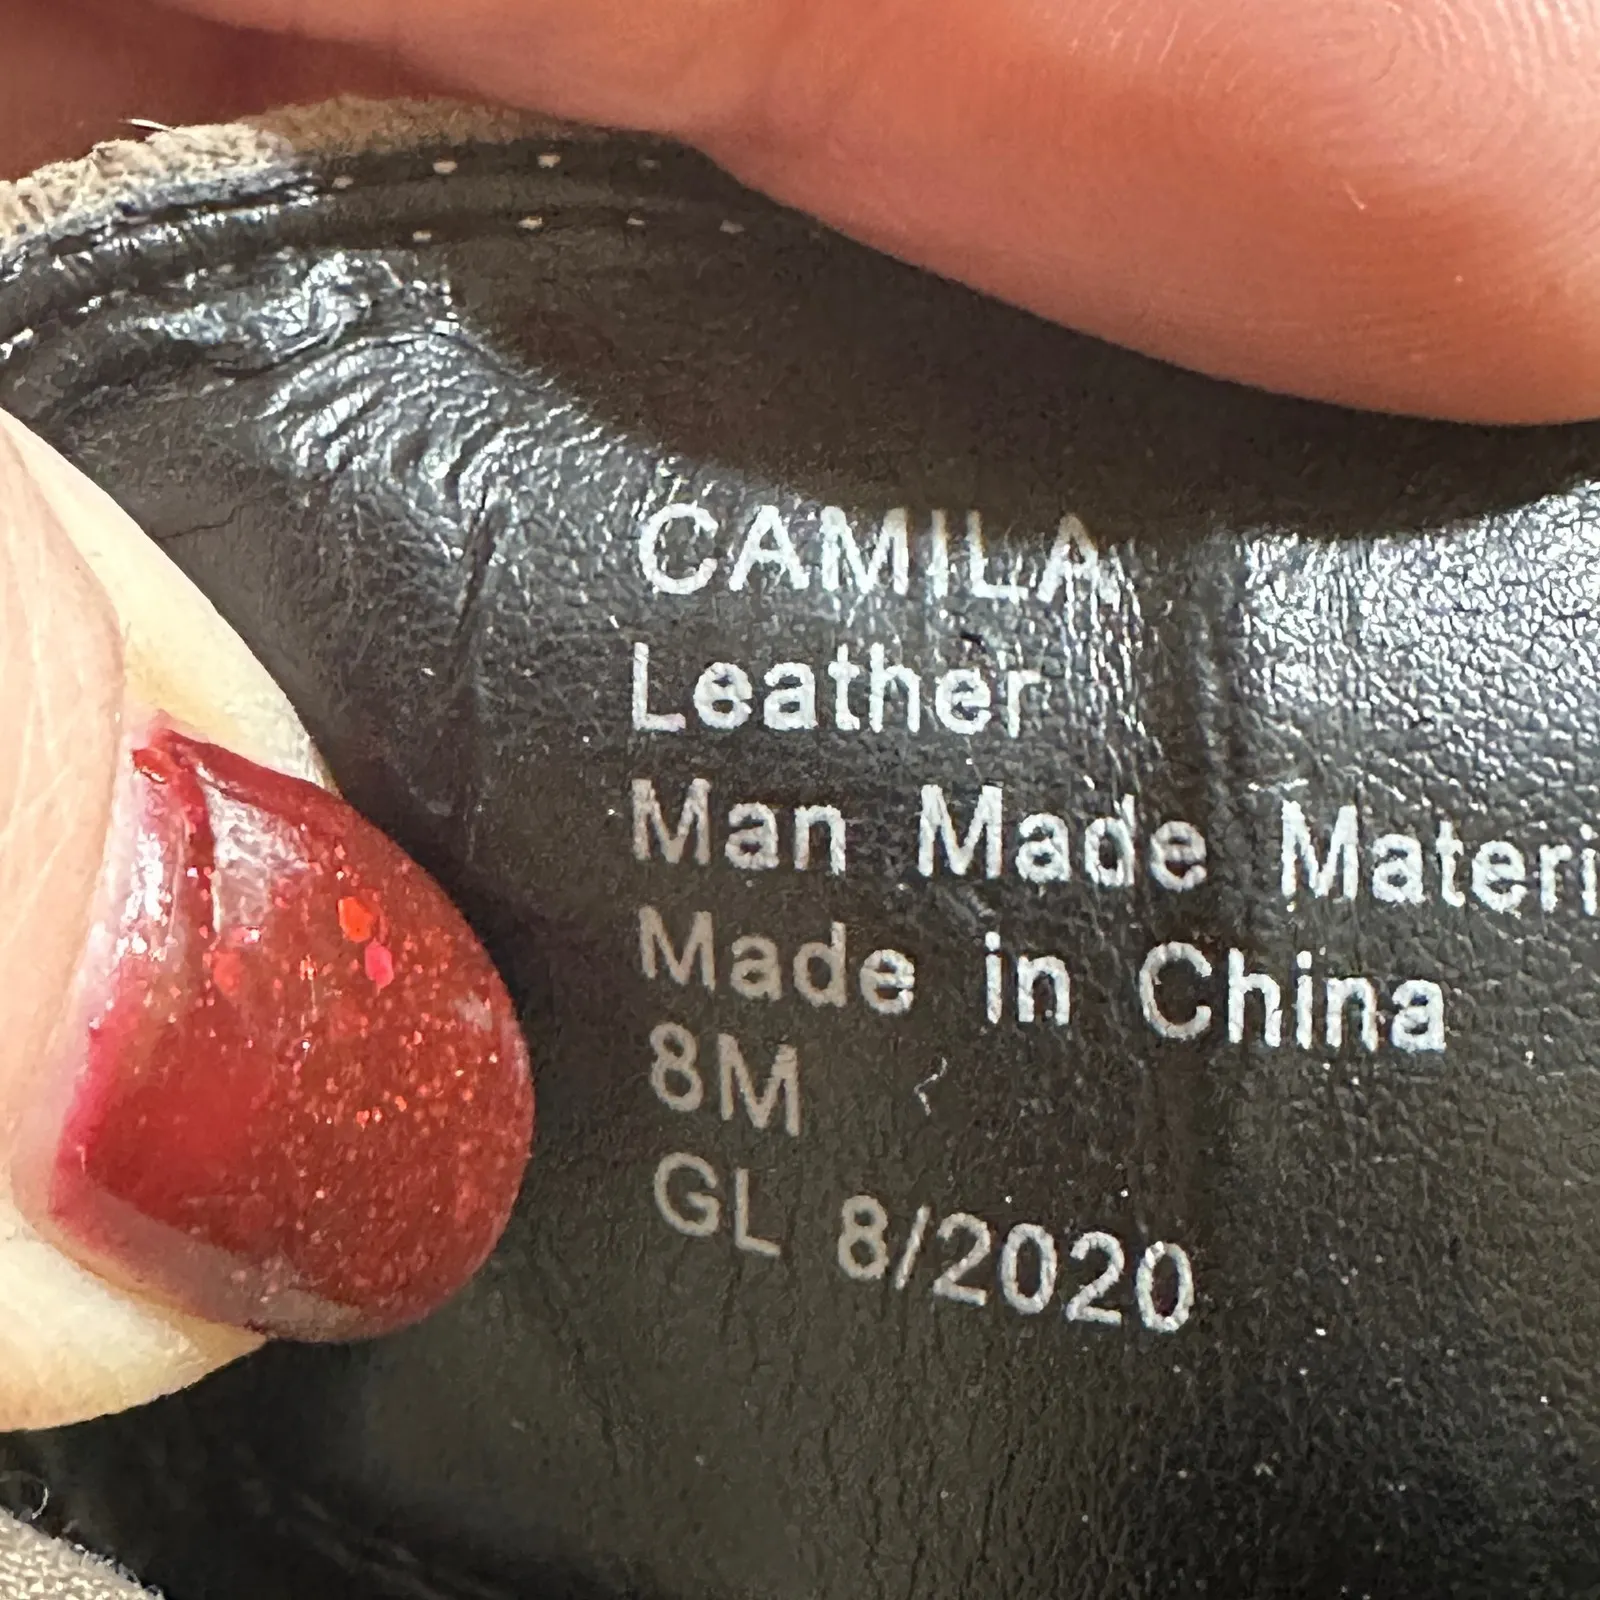 CAMILA
Leather
Man Made Materi
Made in China
8M
GL 8/2020